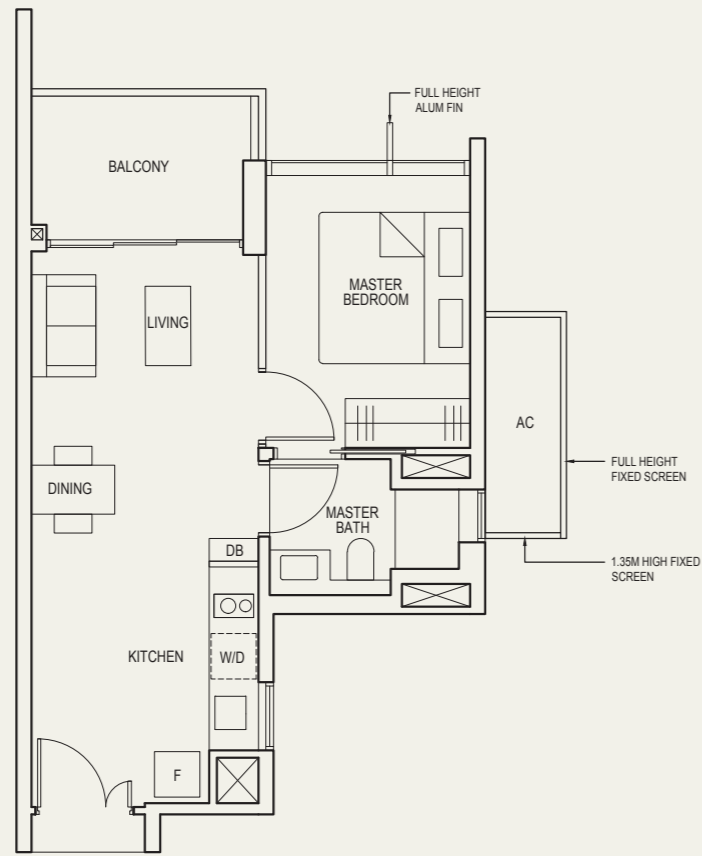 FULL HEIGHT
ALUM FIN
BALCONY
MASTER
BEDROOM
LIVING
AC
FULL HEIGHT
FIXED SCREEN
DINING
MASTER
BATH
DB
1.35M HIGH FIXED
SCREEN
KITCHEN
W/D
F